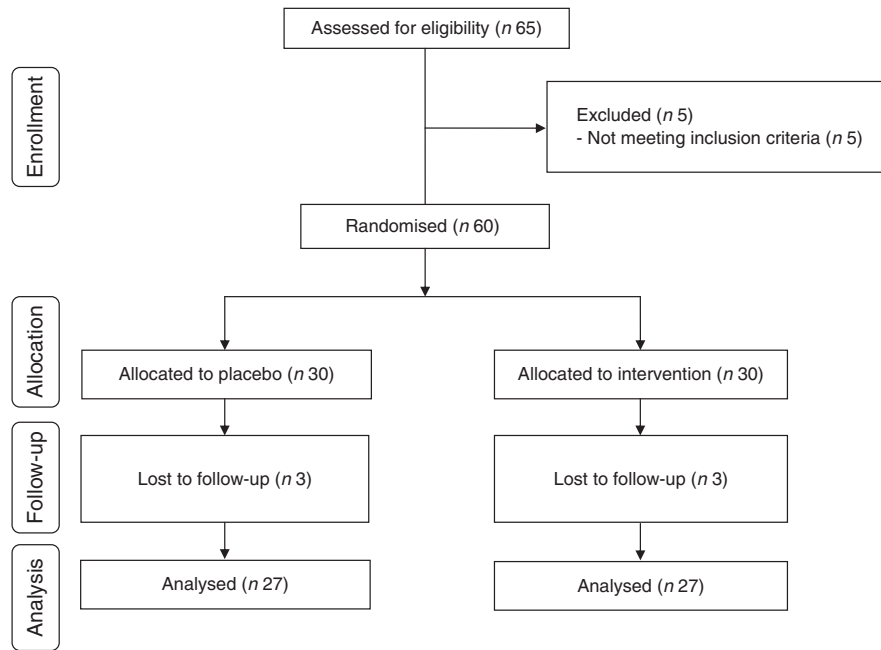 Assessed for eligibility (n 65)
Enrollment
Excluded (n 5)
- Not meeting inclusion criteria (n 5)
Randomised (n 60)
Allocation
Allocated to placebo (n 30)
Allocated to intervention (n 30)
Follow-up
Lost to follow-up (n 3)
Lost to follow-up (n 3)
Analysis
Analysed (n 27)
Analysed (n 27)